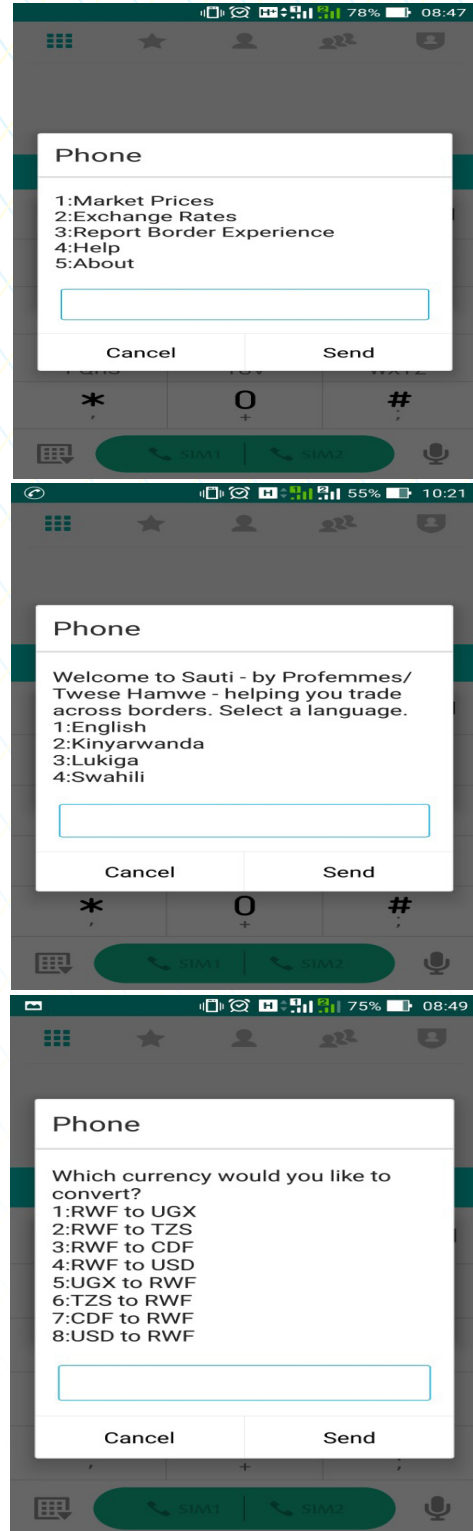 78% 08:47
Phone
1:Market Prices
2:Exchange Rates
3:Report Border Experience
4:Help
5:About
Cancel Send
* 0 #
, + ;
SIM1 SIM2
H 55% 10:21
Phone
Welcome to Sauti - by Profemmes/
Twese Hamwe - helping you trade
across borders. Select a language.
1:English
2:Kinyarwanda
3:Lukiga
4:Swahili
Cancel Send
* 0 #
, + ;
SIM1 SIM2
H 75% 08:49
Phone
Which currency would you like to
convert?
1:RWF to UGX
2:RWF to TZS
3:RWF to CDF
4:RWF to USD
5:UGX to RWF
6:TZS to RWF
7:CDF to RWF
8:USD to RWF
Cancel Send
, + ;
SIM1 SIM2